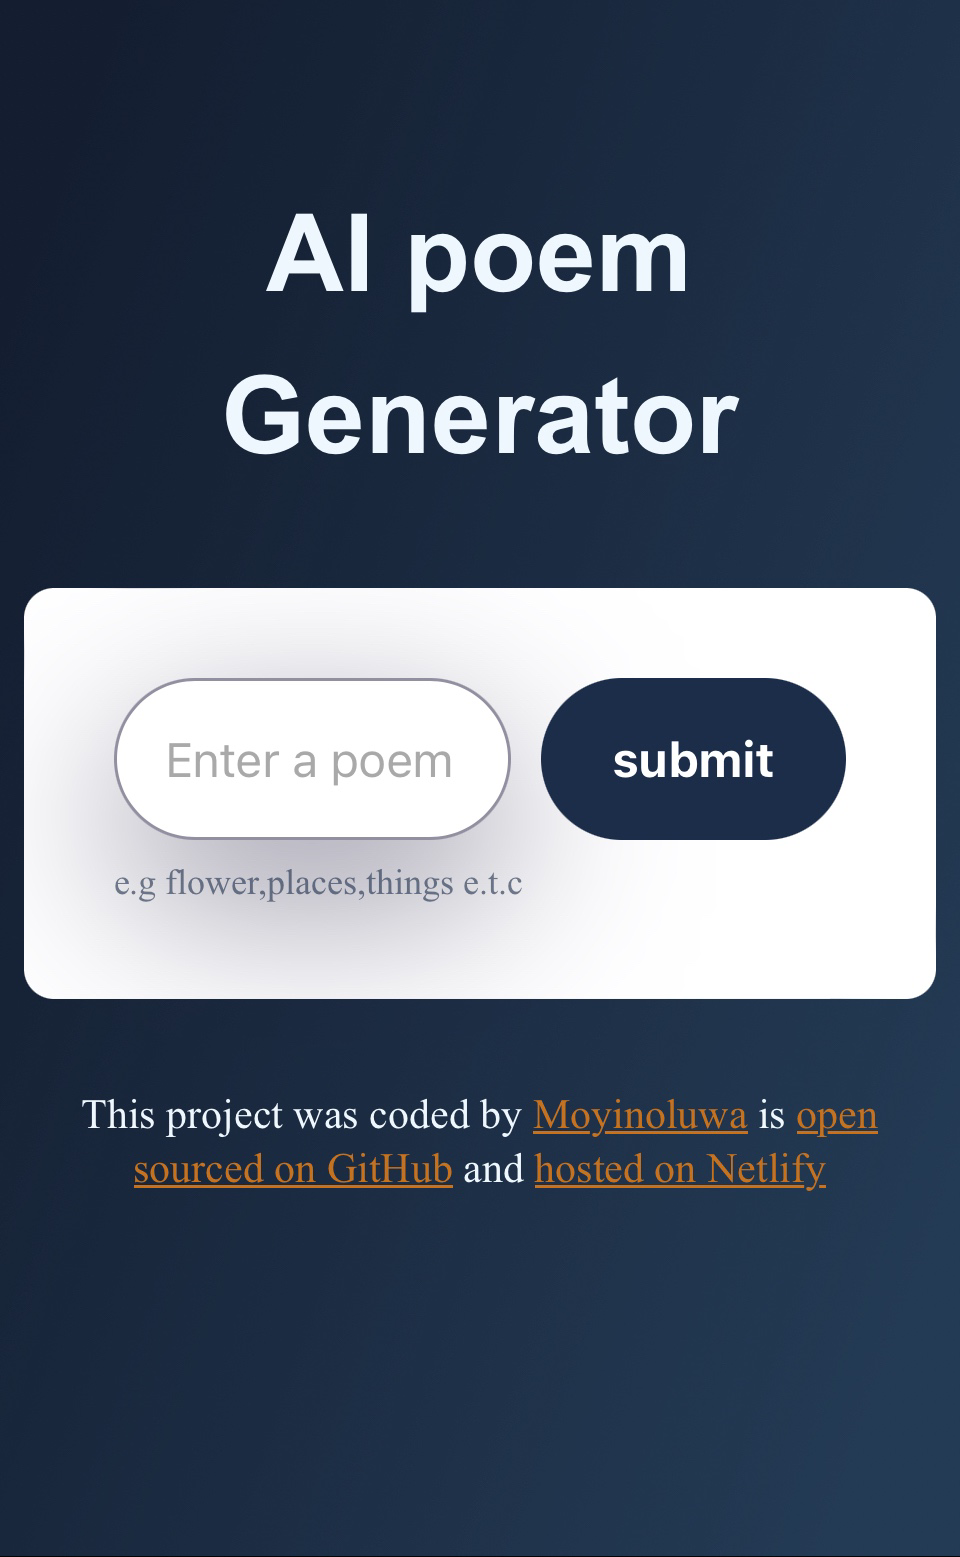 AI poem
Generator
Enter a poem
submit
e.g flower,places,things e.t.c
This project was coded by Moyinoluwa is open
sourced on GitHub and hosted on Netlify